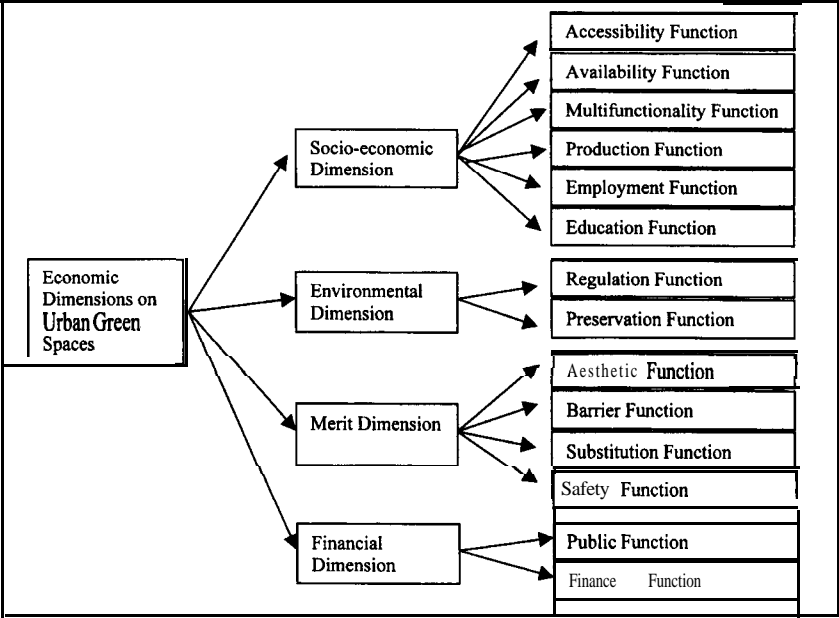 Economic
Dimensions on
Urban Green
Spaces
Socio-economic
Dimension
Accessibility Function
Availability Function
Multifunctionality Function
Production Function
Employment Function
Education Function
Environmental
Dimension
Regulation Function
Preservation Function
Merit Dimension
Aesthetic Function
Barrier Function
Substitution Function
Safety Function
Financial
Dimension
Public Function
Finance Function